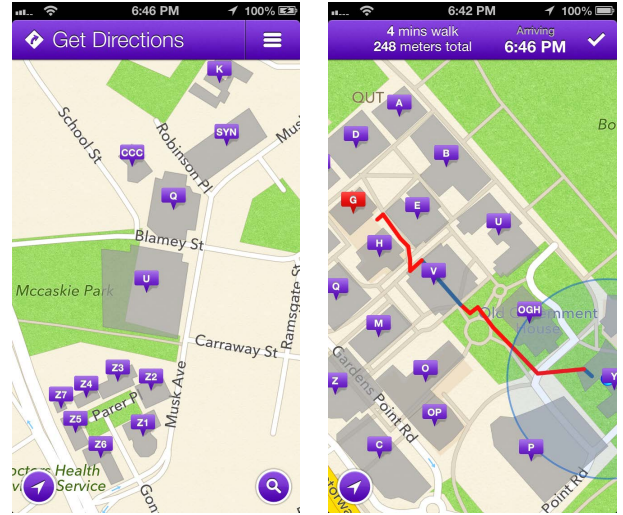 6:46 PM
100%
Get Directions
K
School St
Robinson Pl
SYN
Mus
CCC
Q
Blamey St
U
Mccaskie Park
Ramsgate St
Carraway St
Musk Ave
Z3
Z4
Z2
Z7
Parer P
Z5
Z1
Z6
octors Health
Service
Gon
6:42 PM
100%
4 mins walk
248 meters total
Arriving
6:46 PM
QUT
A
Bo
D
B
G
E
U
H
V
Q
Old Government
House
OGH
M
Gardens Point Rd
Z
O
Y
OP
C
P
Point Rd
otorw